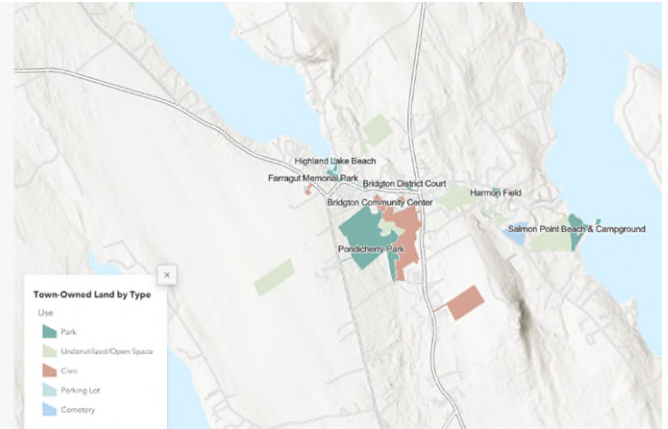 Highland Lake Beach
Farragut Memorial Park
Bridgton District Court
Harmon Field
Bridgton Community Center
Salmon Point Beach & Campground
Pondicherry Park
×
Town-Owned Land by Type
Use
Park
Underutilized/Open Space
Civic
Parking Lot
Cemetery